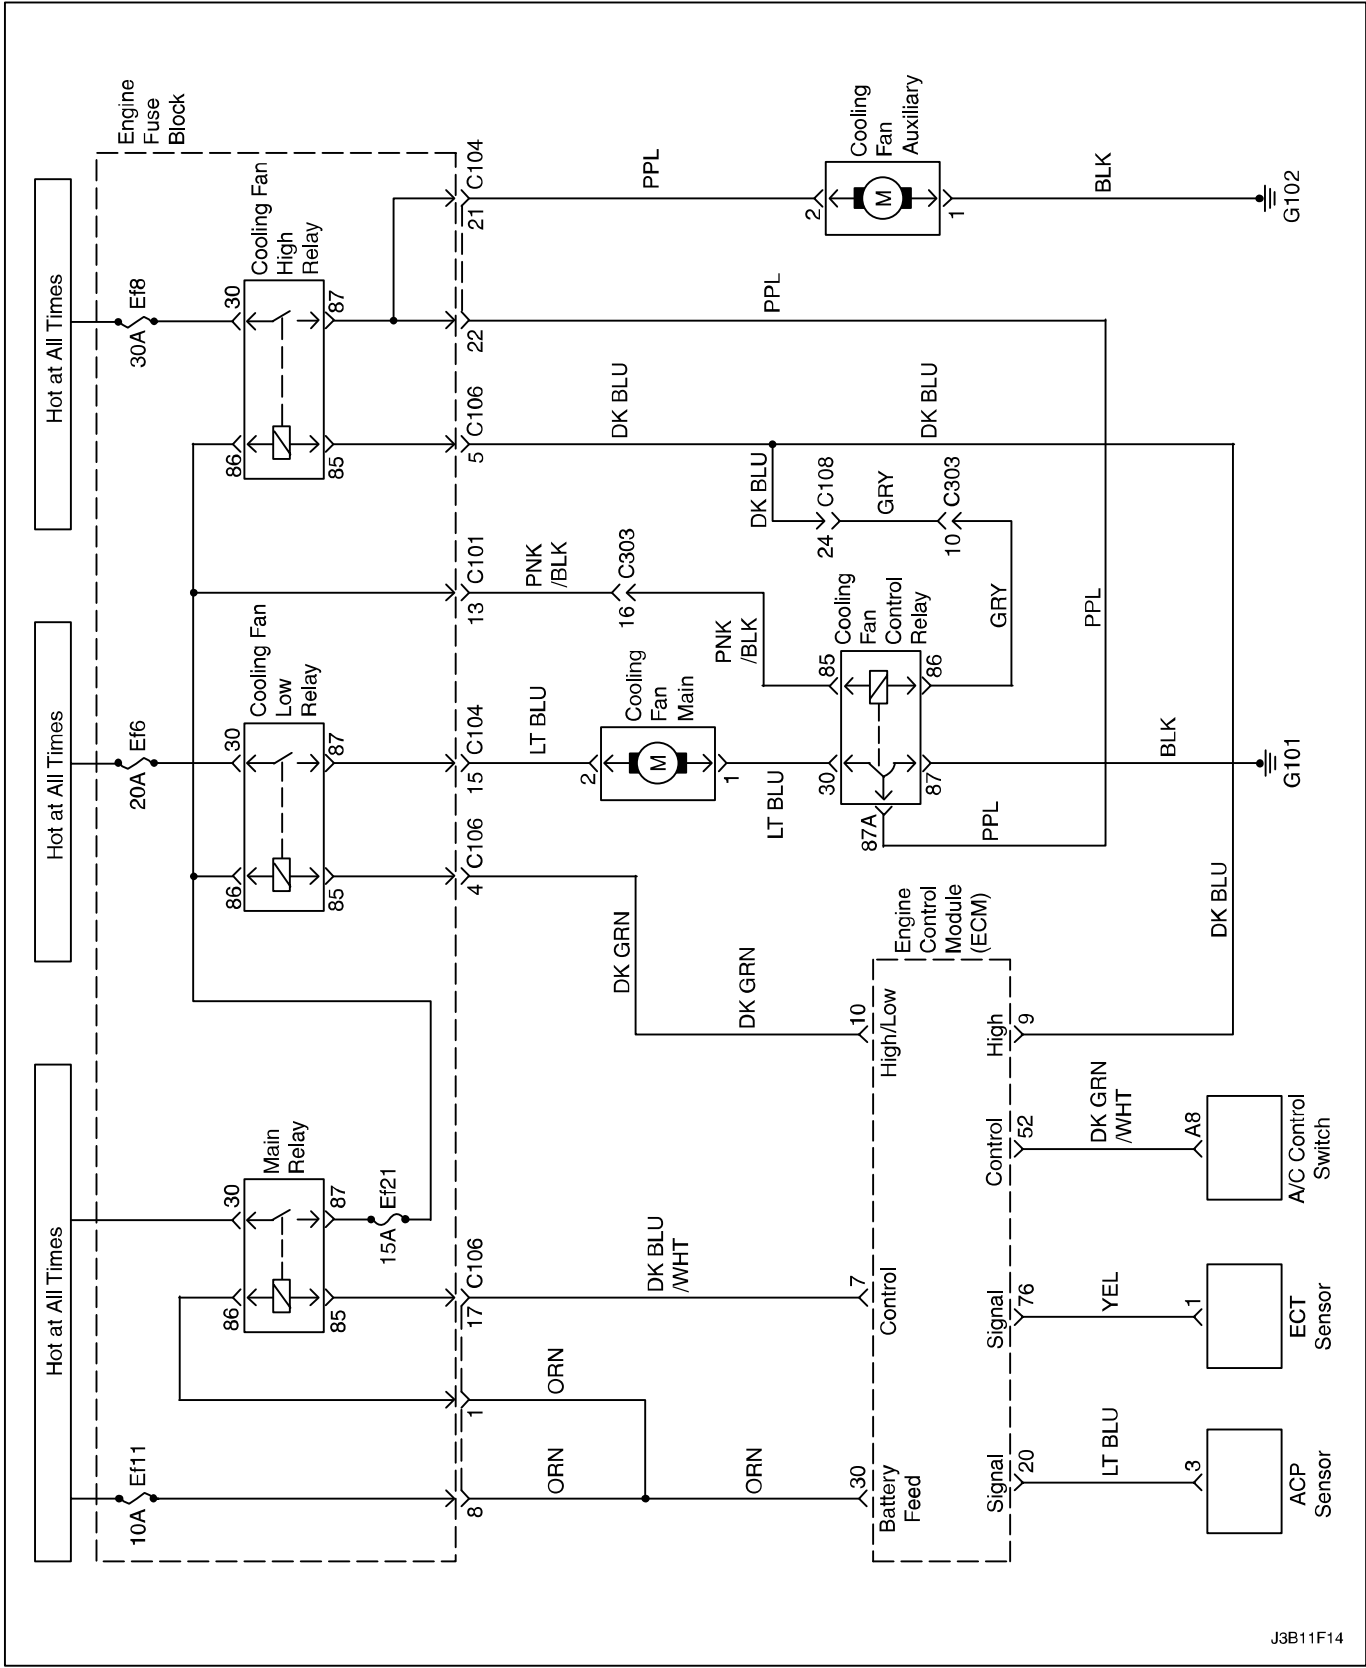 Hot at All Times
Hot at All Times
Hot at All Times
Engine
Fuse
Block
10A
Ef11
20A
Ef6
30A
Ef8
Main
Relay
30
87
86
85
15A
Ef21
Cooling Fan
Low
Relay
30
87
86
85
Cooling Fan
High
Relay
30
87
86
85
8
1
17
C106
4
C106
15
C104
13
C101
5
C106
22
21
C104
ORN
ORN
ORN
DK BLU
/WHT
DK GRN
DK GRN
LT BLU
PNK
/BLK
16
C303
PNK
/BLK
DK BLU
DK BLU
DK BLU
24
C108
GRY
10
C303
GRY
PPL
PPL
2
Cooling
Fan
Main
M
1
LT BLU
Cooling
Fan
Control
Relay
85
86
30
87
87A
PPL
PPL
BLK
G101
2
Cooling
Fan
Auxiliary
M
1
BLK
G102
Engine
Control
Module
(ECM)
30
Battery
Feed
7
Control
10
High/Low
Signal
20
Signal
76
Control
52
High
9
DK BLU
LT BLU
3
ACP
Sensor
YEL
1
ECT
Sensor
DK GRN
/WHT
A8
A/C Control
Switch
J3B11F14